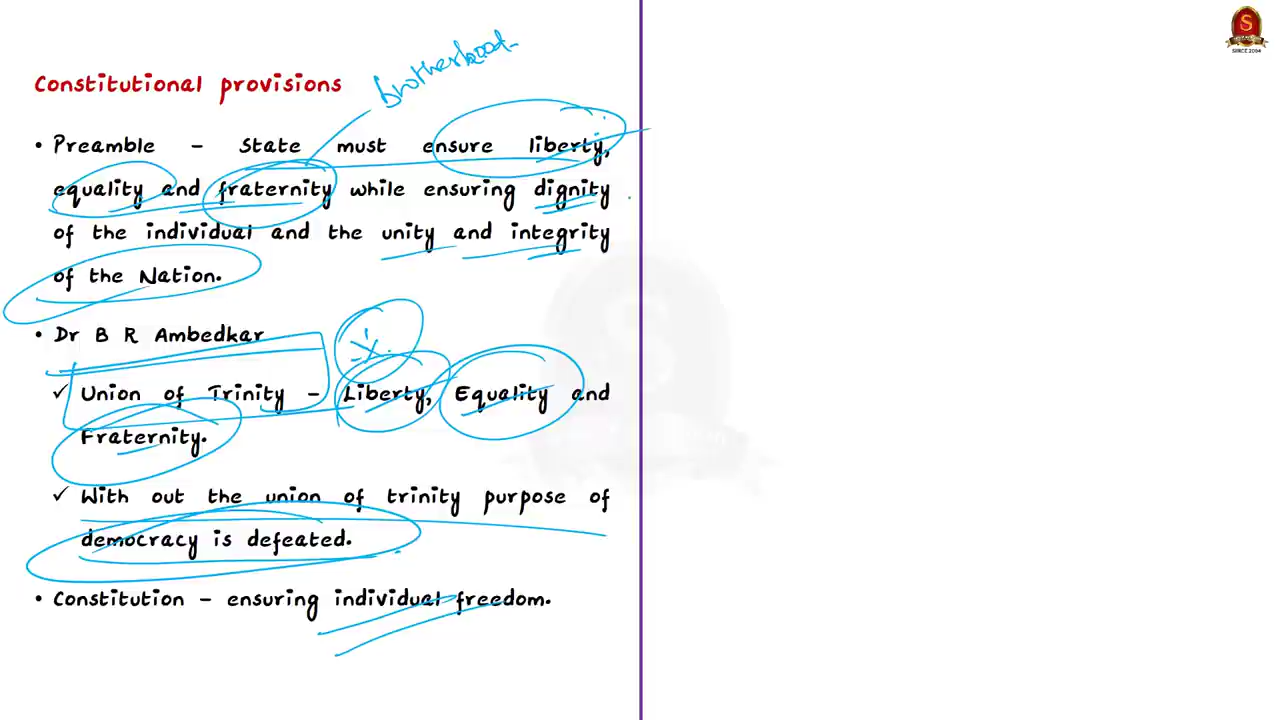 brotherhood
Constitutional provisions
• Preamble – State must ensure liberty,
equality and fraternity while ensuring dignity
of the individual and the unity and integrity
of the Nation.
• Dr B R Ambedkar
✓ Union of Trinity – Liberty, Equality and
Fraternity.
✓ With out the union of trinity purpose of
democracy is defeated.
• Constitution – ensuring individual freedom.
S
SINCE 2004